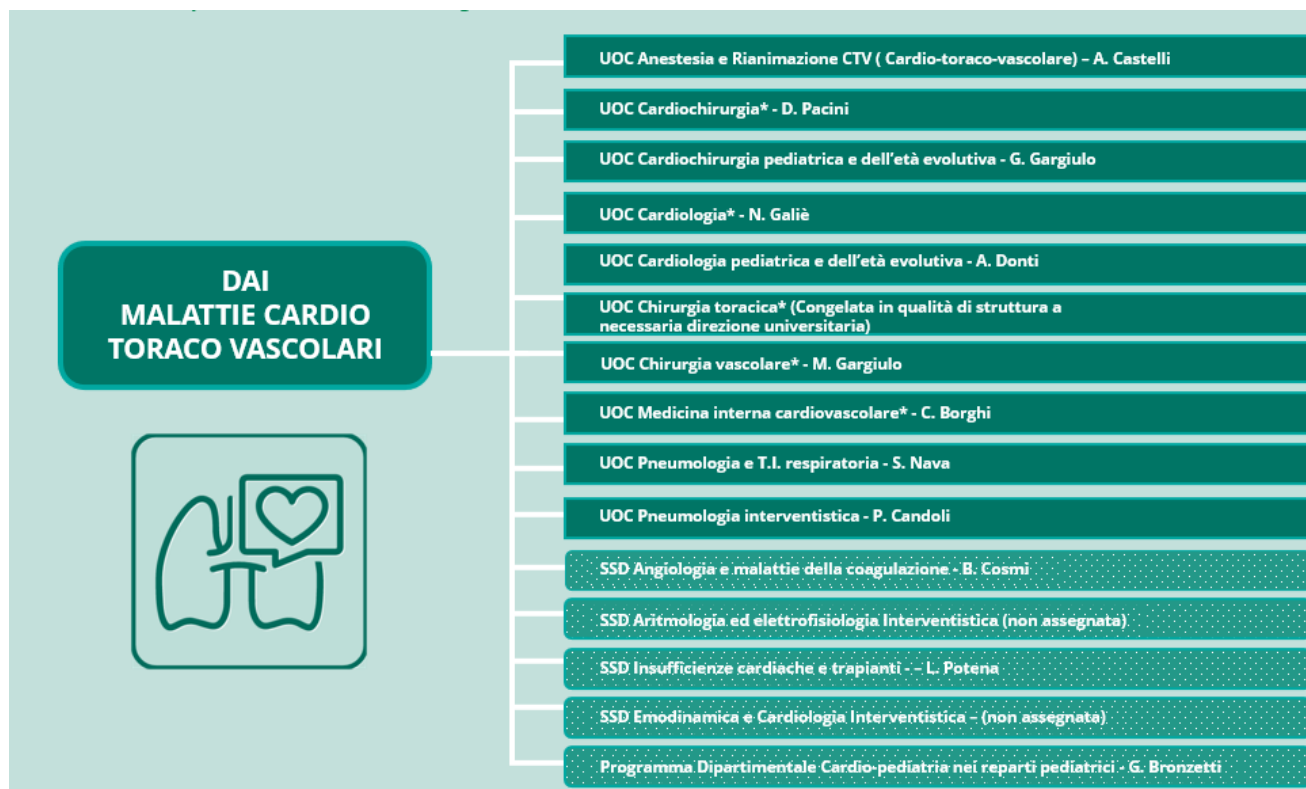 DAI
MALATTIE CARDIO
TORACO VASCOLARI
UOC Anestesia e Rianimazione CTV ( Cardio-toraco-vascolare) – A. Castelli
UOC Cardiochirurgia* - D. Pacini
UOC Cardiochirurgia pediatrica e dell'età evolutiva - G. Gargiulo
UOC Cardiologia* - N. Galiè
UOC Cardiologia pediatrica e dell'età evolutiva - A. Donti
UOC Chirurgia toracica* (Congelata in qualità di struttura a
necessaria direzione universitaria)
UOC Chirurgia vascolare* - M. Gargiulo
UOC Medicina interna cardiovascolare* - C. Borghi
UOC Pneumologia e T.I. respiratoria - S. Nava
UOC Pneumologia interventistica - P. Candoli
SSD Angiologia e malattie della coagulazione - B. Cosmi
SSD Aritmologia ed elettrofisiologia Interventistica (non assegnata)
SSD Insufficienze cardiache e trapianti - – L. Potena
SSD Emodinamica e Cardiologia Interventistica – (non assegnata)
Programma Dipartimentale Cardio-pediatria nei reparti pediatrici - G. Bronzetti